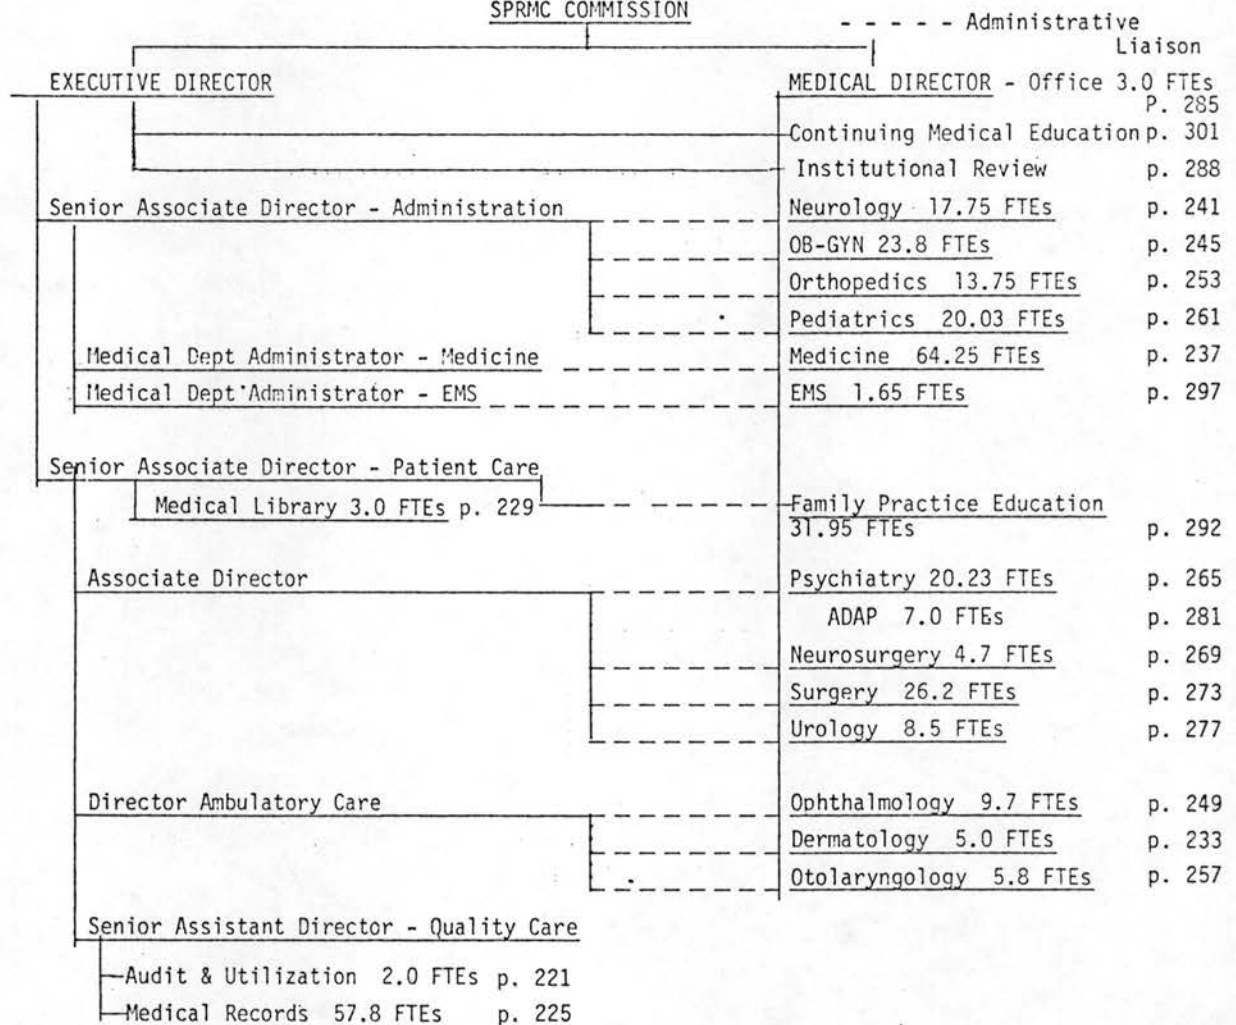 SPRMC COMMISSION
- - - - - Administrative
Liaison
EXECUTIVE DIRECTOR MEDICAL DIRECTOR - Office 3.0 FTEs
P. 285
Continuing Medical Education p. 301
Institutional Review p. 288
Senior Associate Director - Administration Neurology 17.75 FTEs p. 241
OB-GYN 23.8 FTEs p. 245
Orthopedics 13.75 FTEs p. 253
Pediatrics 20.03 FTEs p. 261
Medical Dept Administrator - Medicine Medicine 64.25 FTEs p. 237
Medical Dept Administrator - EMS EMS 1.65 FTEs p. 297
Senior Associate Director - Patient Care
Medical Library 3.0 FTEs p. 229 Family Practice Education
31.95 FTEs p. 292
Associate Director Psychiatry 20.23 FTEs p. 265
ADAP 7.0 FTEs p. 281
Neurosurgery 4.7 FTEs p. 269
Surgery 26.2 FTEs p. 273
Urology 8.5 FTEs p. 277
Director Ambulatory Care Ophthalmology 9.7 FTEs p. 249
Dermatology 5.0 FTEs p. 233
Otolaryngology 5.8 FTEs p. 257
Senior Assistant Director - Quality Care
Audit & Utilization 2.0 FTEs p. 221
Medical Records 57.8 FTEs p. 225